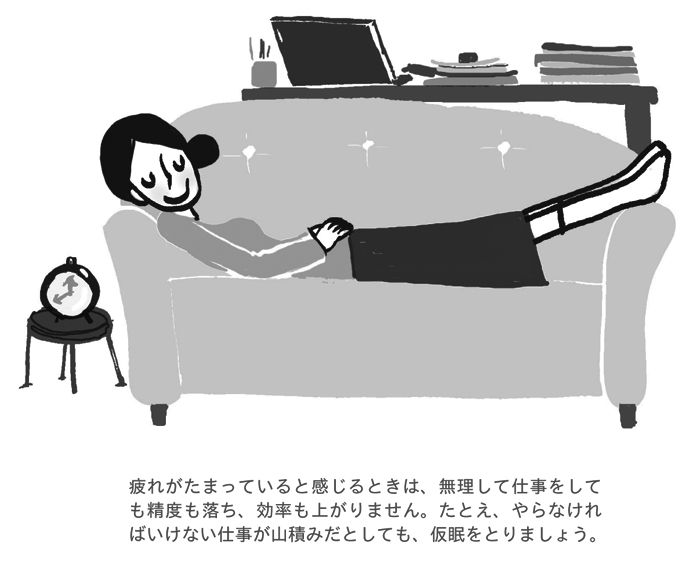 疲れがたまっていると感じるときは、無理して仕事をして
も精度も落ち、効率も上がりません。たとえ、やらなけれ
ばいけない仕事が山積みだとしても、仮眠をとりましょう。